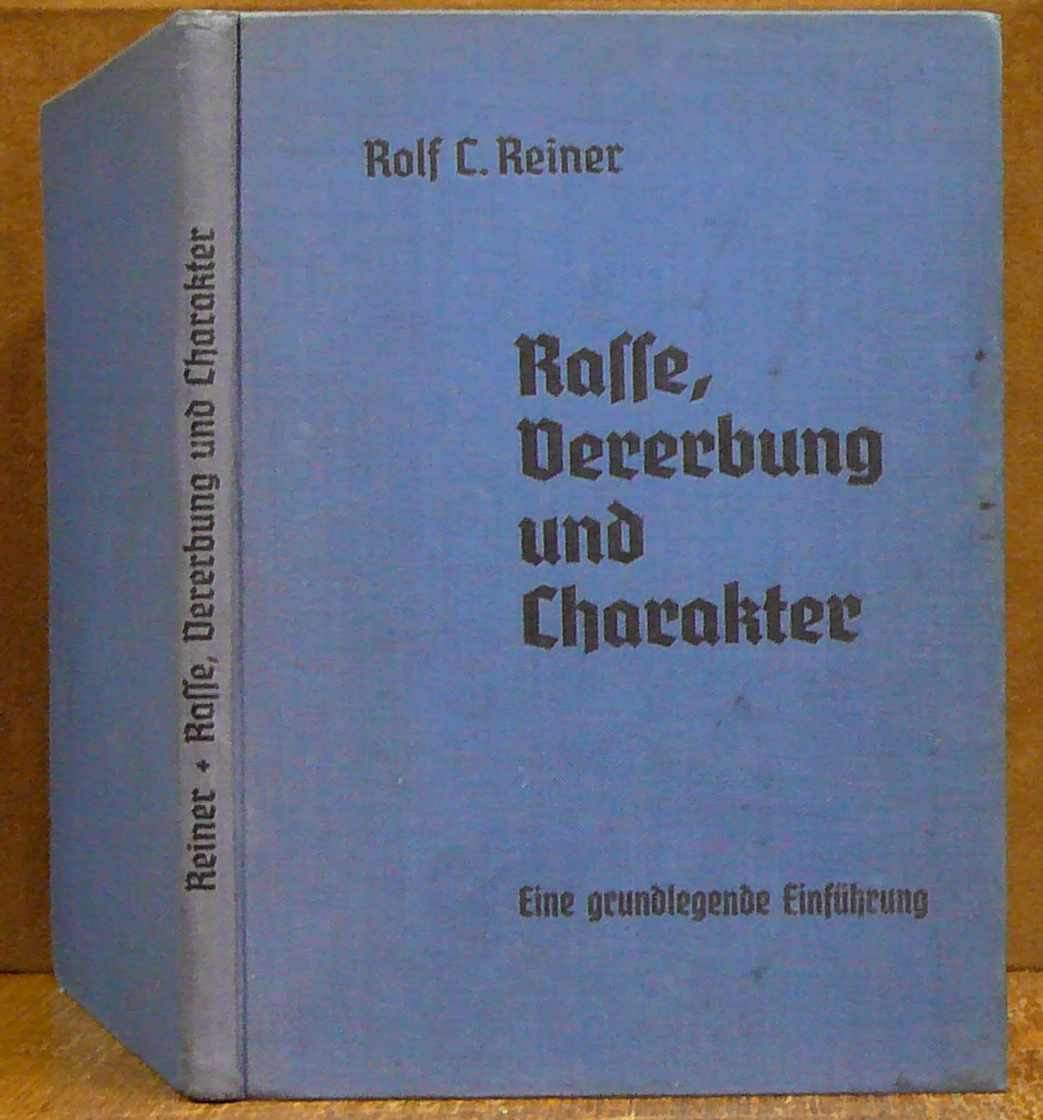 Reiner + Raſſe, Vererbung und Charakter
Rolf C. Reiner
Raſſe,
Vererbung
und
Charakter
Eine grundlegende Einführung